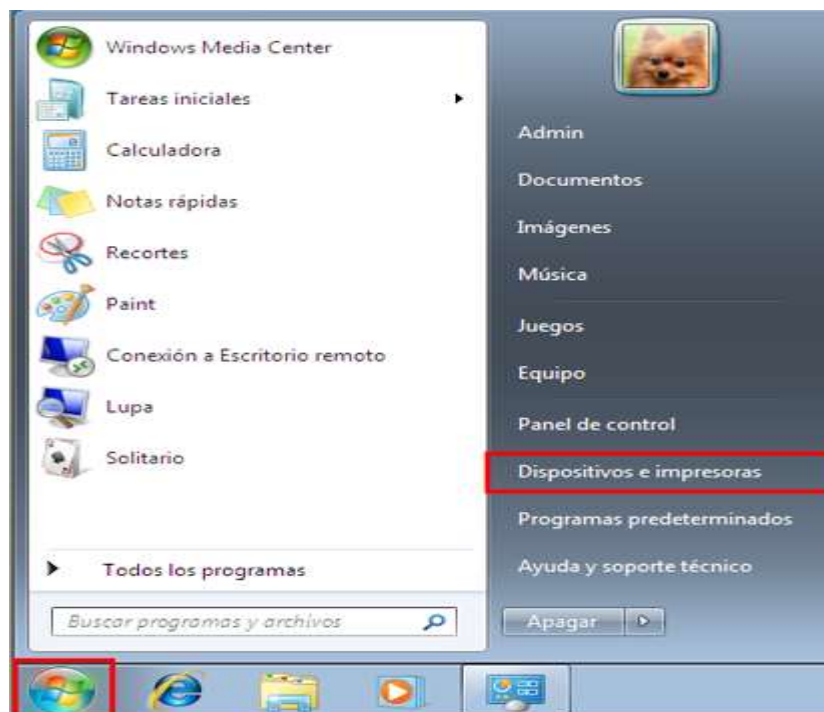 Windows Media Center
Tareas iniciales
Calculadora
Notas rápidas
Recortes
Paint
Conexión a Escritorio remoto
Lupa
Solitario
Todos los programas
Buscar programas y archivos
Admin
Documentos
Imágenes
Música
Juegos
Equipo
Panel de control
Dispositivos e impresoras
Programas predeterminados
Ayuda y soporte técnico
Apagar